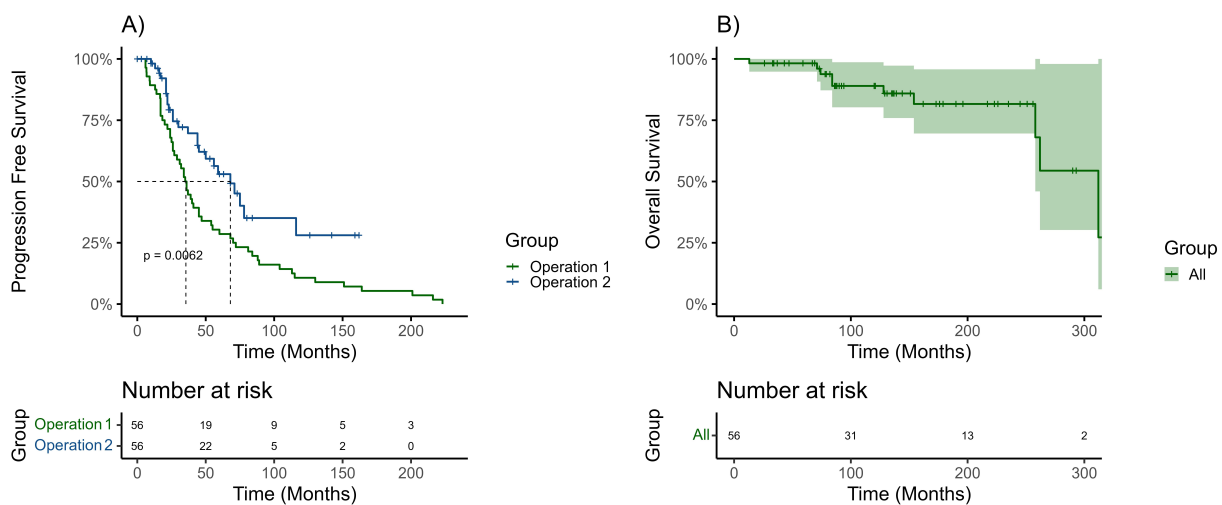 A)
Progression Free Survival
100%
75%
50%
25%
0%
p = 0.0062
0 50 100 150 200
Time (Months)
Group
Operation 1
Operation 2
Number at risk
Group
Operation 1 56 19 9 5 3
Operation 2 56 22 5 2 0
0 50 100 150 200
Time (Months)
B)
Overall Survival
100%
75%
50%
25%
0%
0 100 200 300
Time (Months)
Group
All
Number at risk
Group
All 56 31 13 2
0 100 200 300
Time (Months)